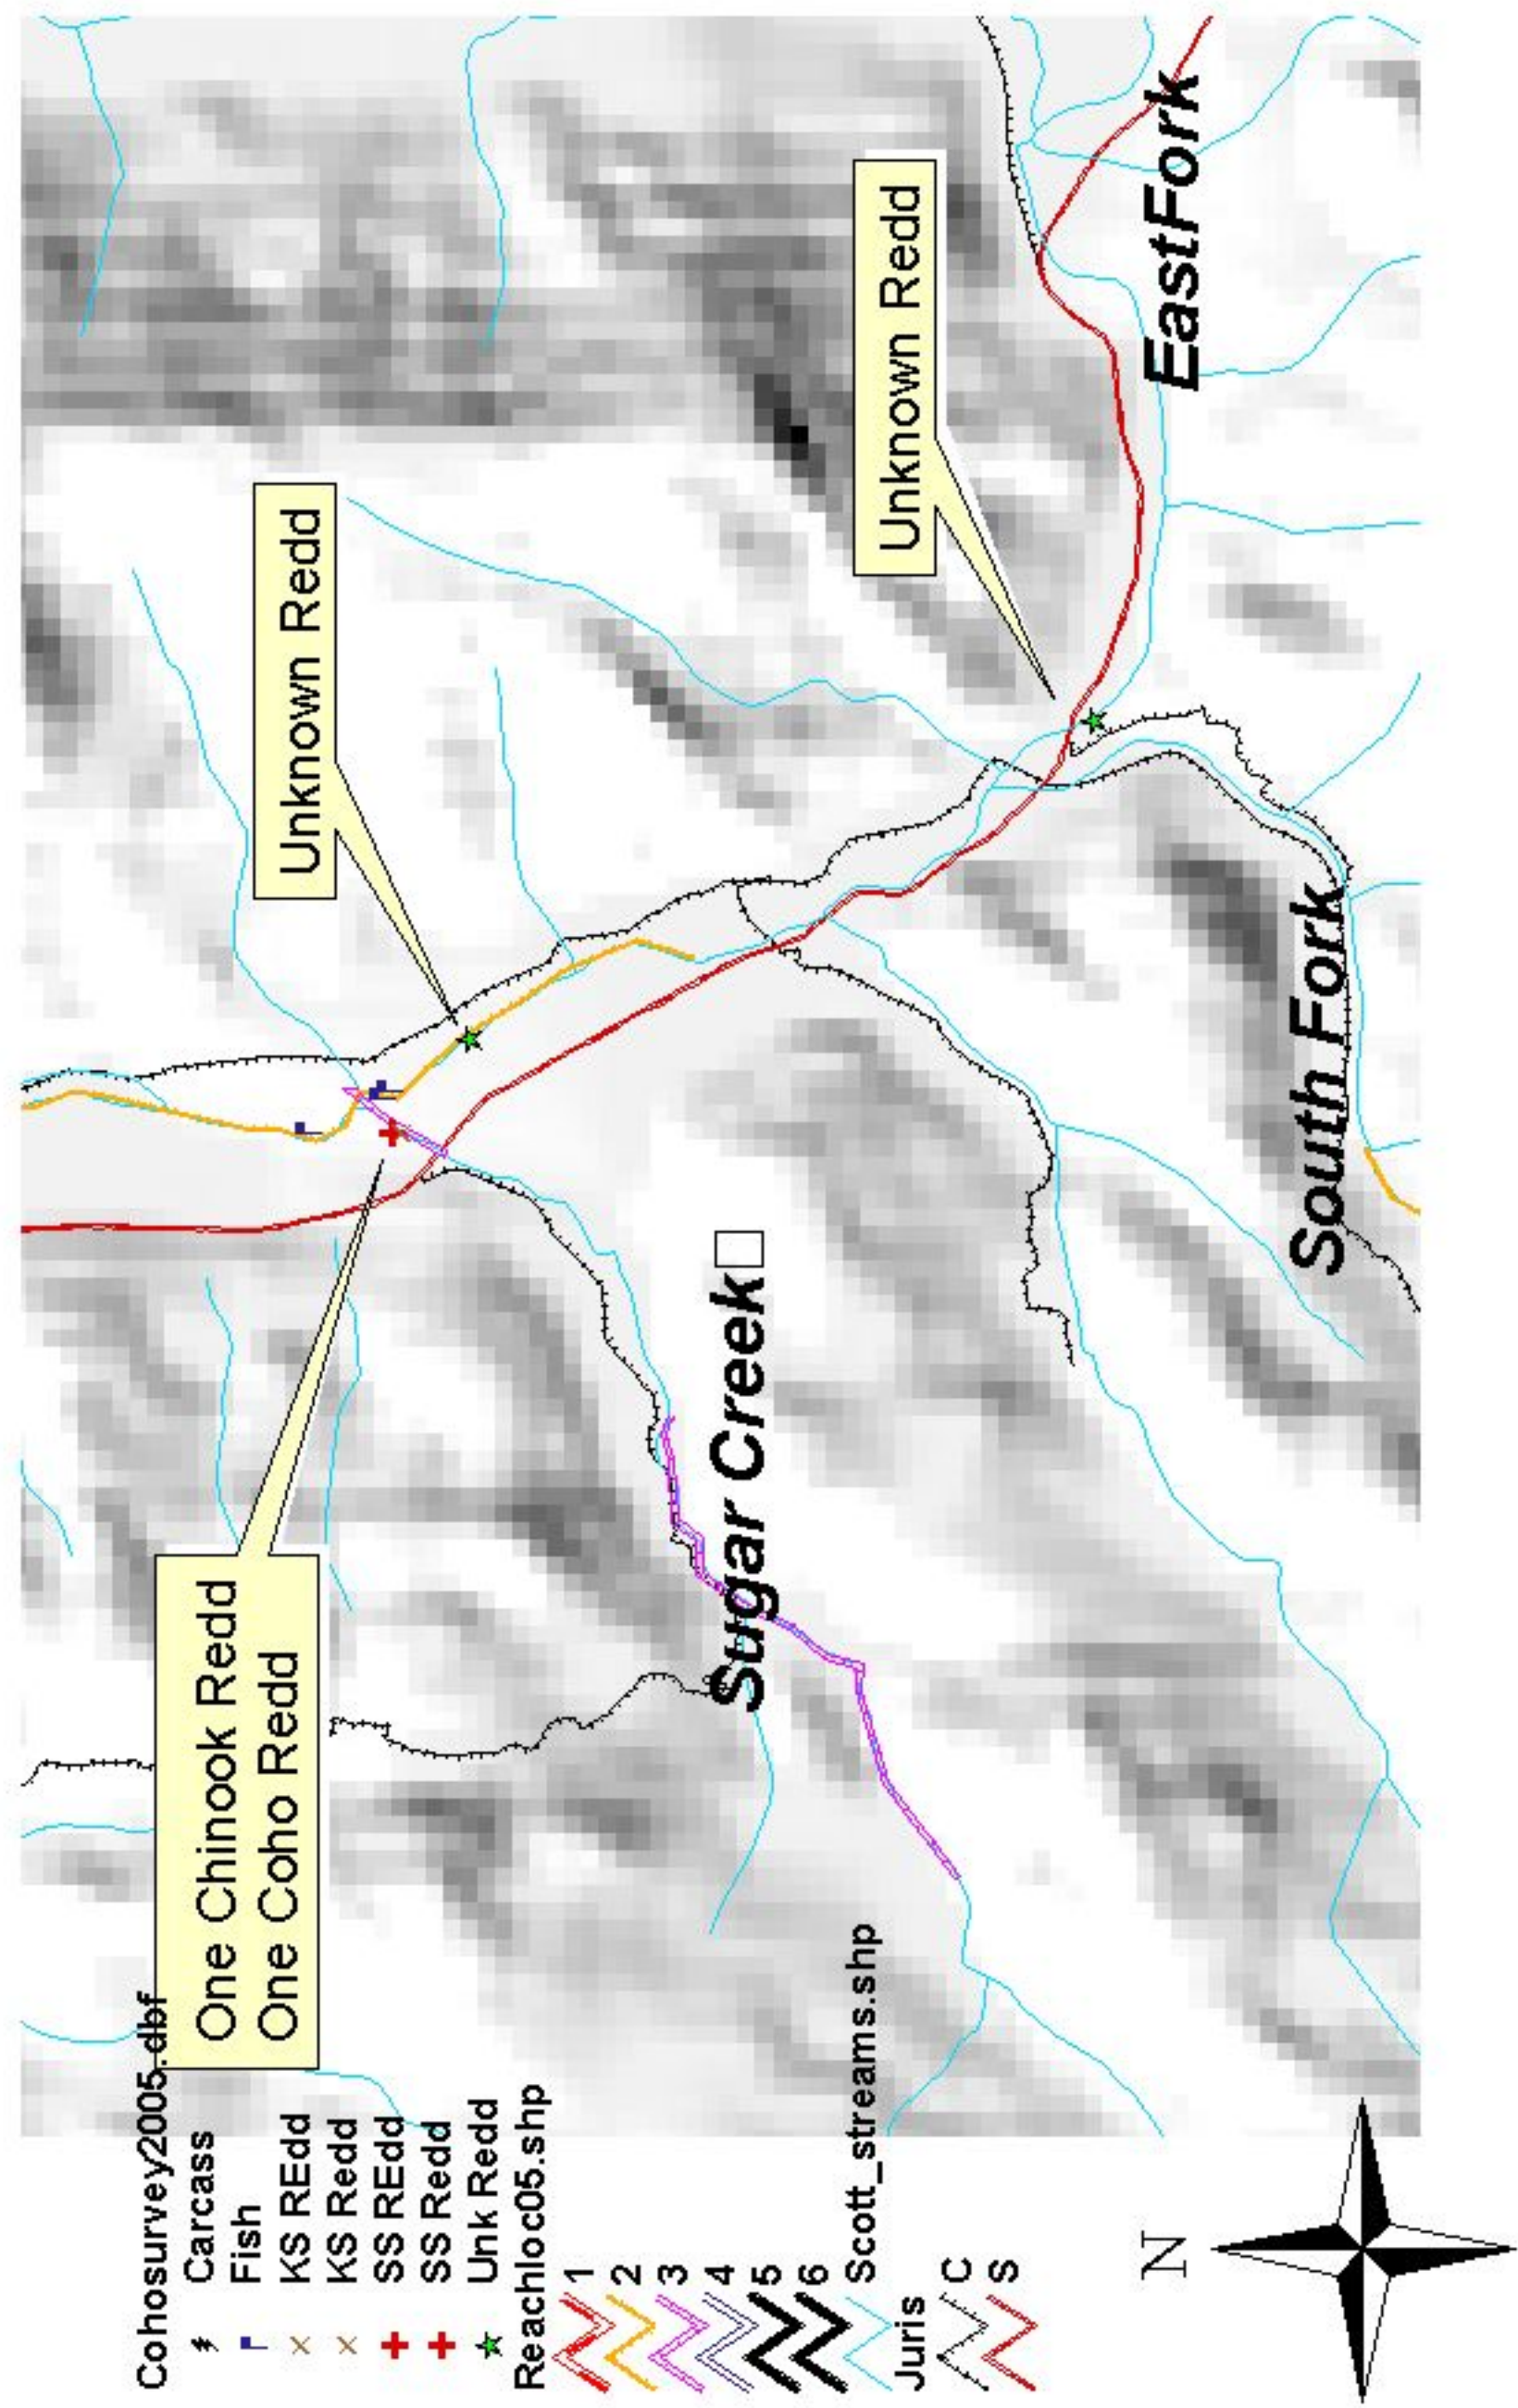 Cohosurvey2005.dbf
Carcass
Fish
KS REdd
KS Redd
SS REdd
SS Redd
Unk Redd
Reachloc05.shp
1
2
3
4
5
6
Scott_streams.shp
Juris
C
S
N
One Chinook Redd
One Coho Redd
Unknown Redd
Unknown Redd
Sugar Creek□
South Fork
EastFork